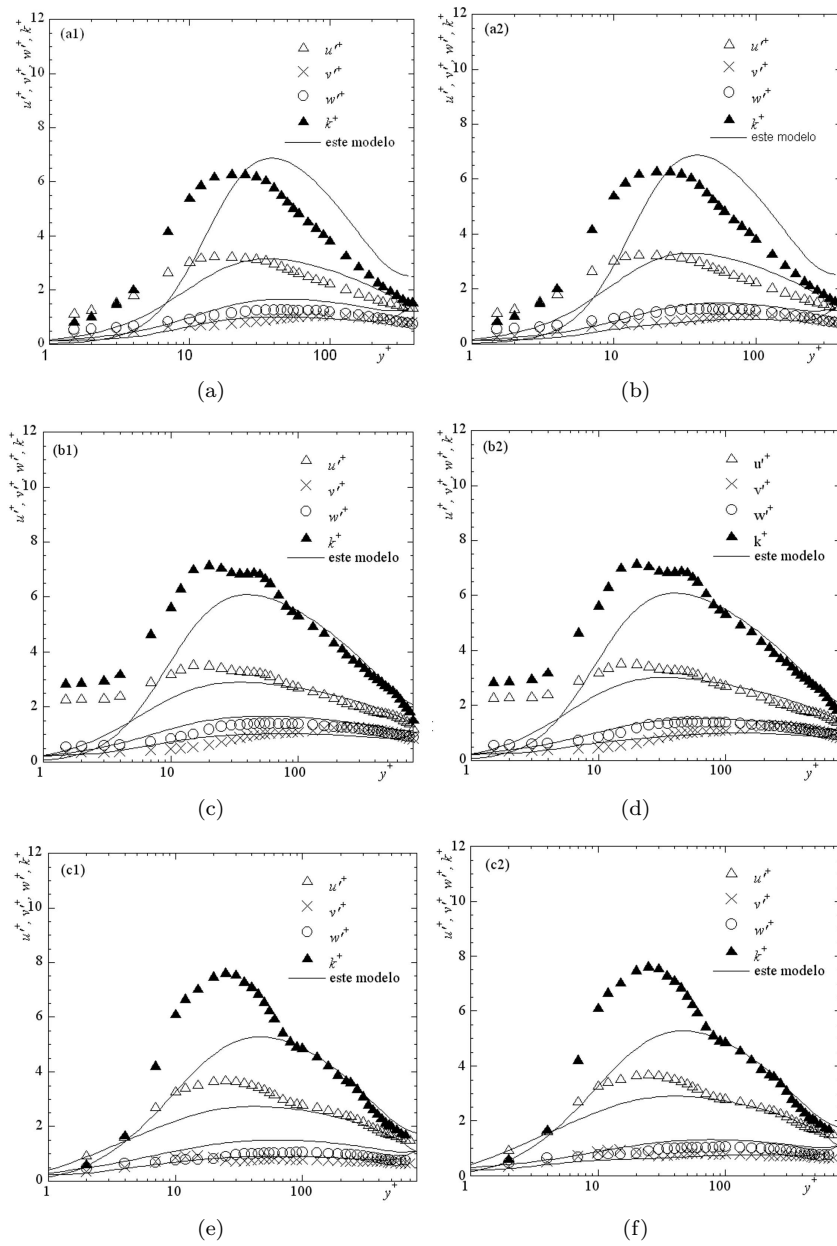 12
10
8
6
4
2
0
u'⁺, v'⁺, w'⁺, k⁺
(a1)
u'⁺
v'⁺
w'⁺
k⁺
este modelo
1
10
100
y⁺
(a)
12
10
8
6
4
2
0
u'⁺, v'⁺, w'⁺, k⁺
(a2)
u'⁺
v'⁺
w'⁺
k⁺
este modelo
1
10
100
y⁺
(b)
12
10
8
6
4
2
0
u'⁺, v'⁺, w'⁺, k⁺
(b1)
u'⁺
v'⁺
w'⁺
k⁺
este modelo
1
10
100
y⁺
(c)
12
10
8
6
4
2
0
u'⁺, v'⁺, w'⁺, k⁺
(b2)
u'⁺
v'⁺
w'⁺
k⁺
este modelo
1
10
100
y⁺
(d)
12
10
8
6
4
2
0
u'⁺, v'⁺, w'⁺, k⁺
(c1)
u'⁺
v'⁺
w'⁺
k⁺
este modelo
1
10
100
y⁺
(e)
12
10
8
6
4
2
0
u'⁺, v'⁺, w'⁺, k⁺
(c2)
u'⁺
v'⁺
w'⁺
k⁺
este modelo
1
10
100
y⁺
(f)